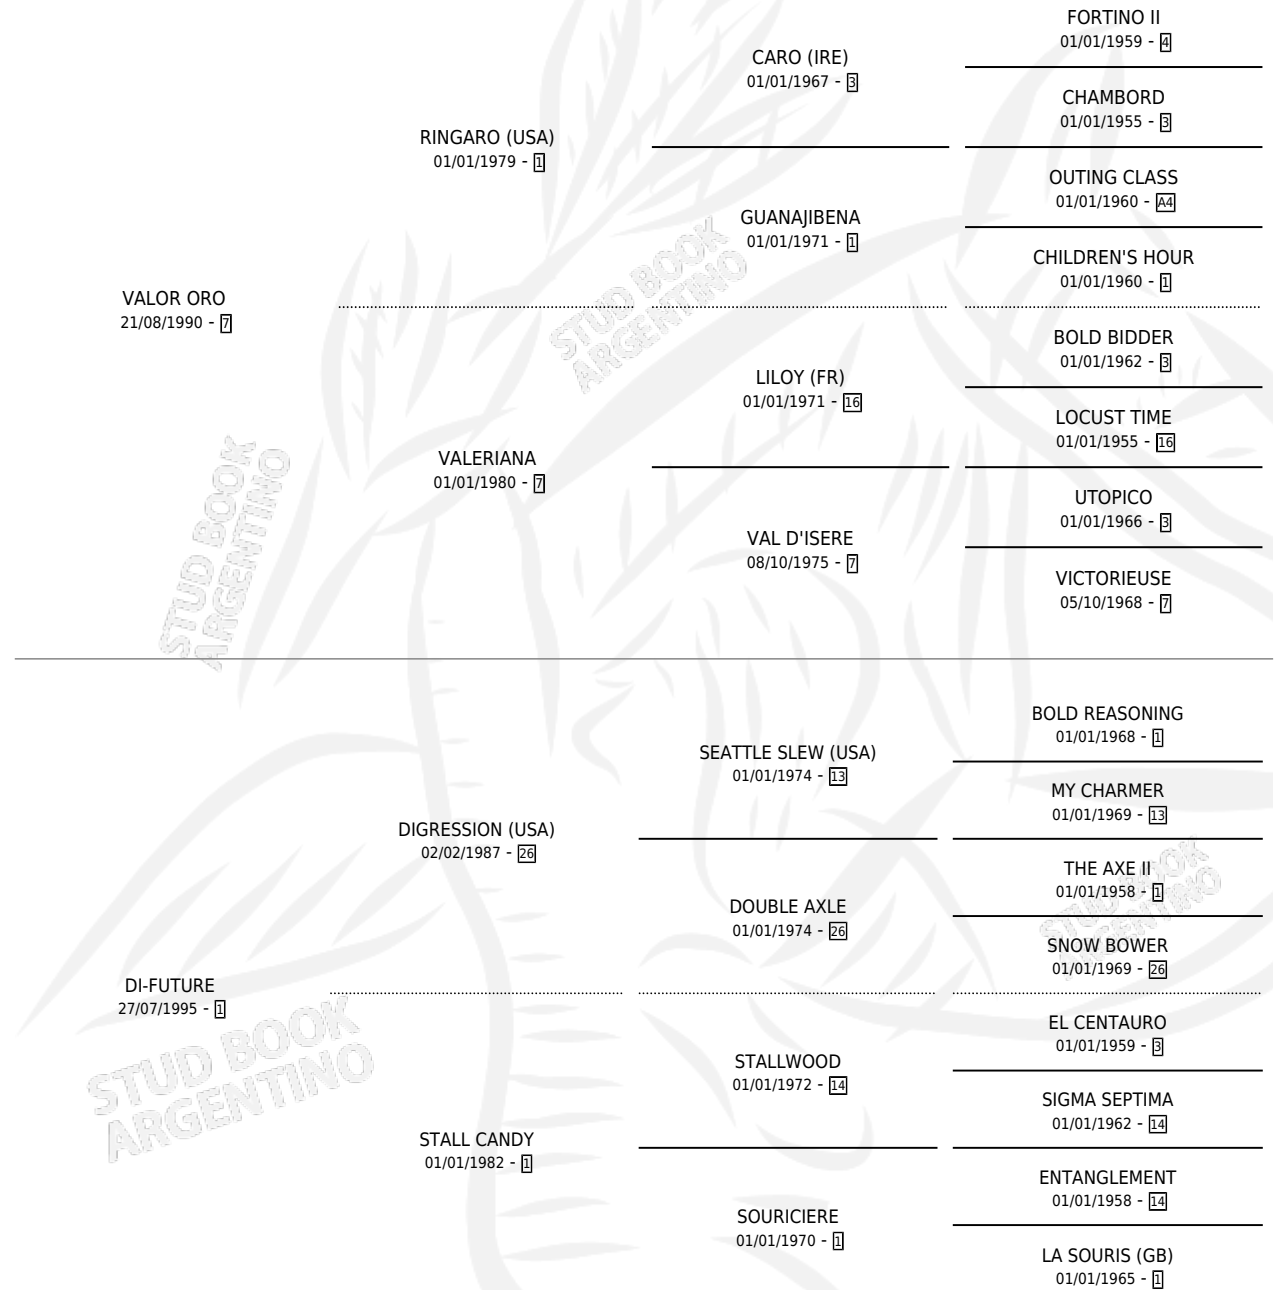 FORTINO II
01/01/1959 - 4
CARO (IRE)
01/01/1967 - 3
CHAMBORD
01/01/1955 - 3
RINGARO (USA)
01/01/1979 - 1
OUTING CLASS
01/01/1960 - A4
GUANAJIBENA
01/01/1971 - 1
CHILDREN'S HOUR
01/01/1960 - 1
VALOR ORO
21/08/1990 - 7
BOLD BIDDER
01/01/1962 - 3
LILOY (FR)
01/01/1971 - 16
LOCUST TIME
01/01/1955 - 16
VALERIANA
01/01/1980 - 7
UTOPICO
01/01/1966 - 3
VAL D'ISERE
08/10/1975 - 7
VICTORIEUSE
05/10/1968 - 7
STUD BOOK
ARGENTINO
STUD BOOK
ARGENTINO
BOLD REASONING
01/01/1968 - 1
SEATTLE SLEW (USA)
01/01/1974 - 13
MY CHARMER
01/01/1969 - 13
DIGRESSION (USA)
02/02/1987 - 26
THE AXE II
01/01/1958 - 1
DOUBLE AXLE
01/01/1974 - 26
SNOW BOWER
01/01/1969 - 26
STUD BOOK
ARGENTINO
DI-FUTURE
27/07/1995 - 1
EL CENTAURO
01/01/1959 - 3
STALLWOOD
01/01/1972 - 14
SIGMA SEPTIMA
01/01/1962 - 14
STUD BOOK
ARGENTINO
STALL CANDY
01/01/1982 - 1
ENTANGLEMENT
01/01/1958 - 14
SOURICIERE
01/01/1970 - 1
LA SOURIS (GB)
01/01/1965 - 1